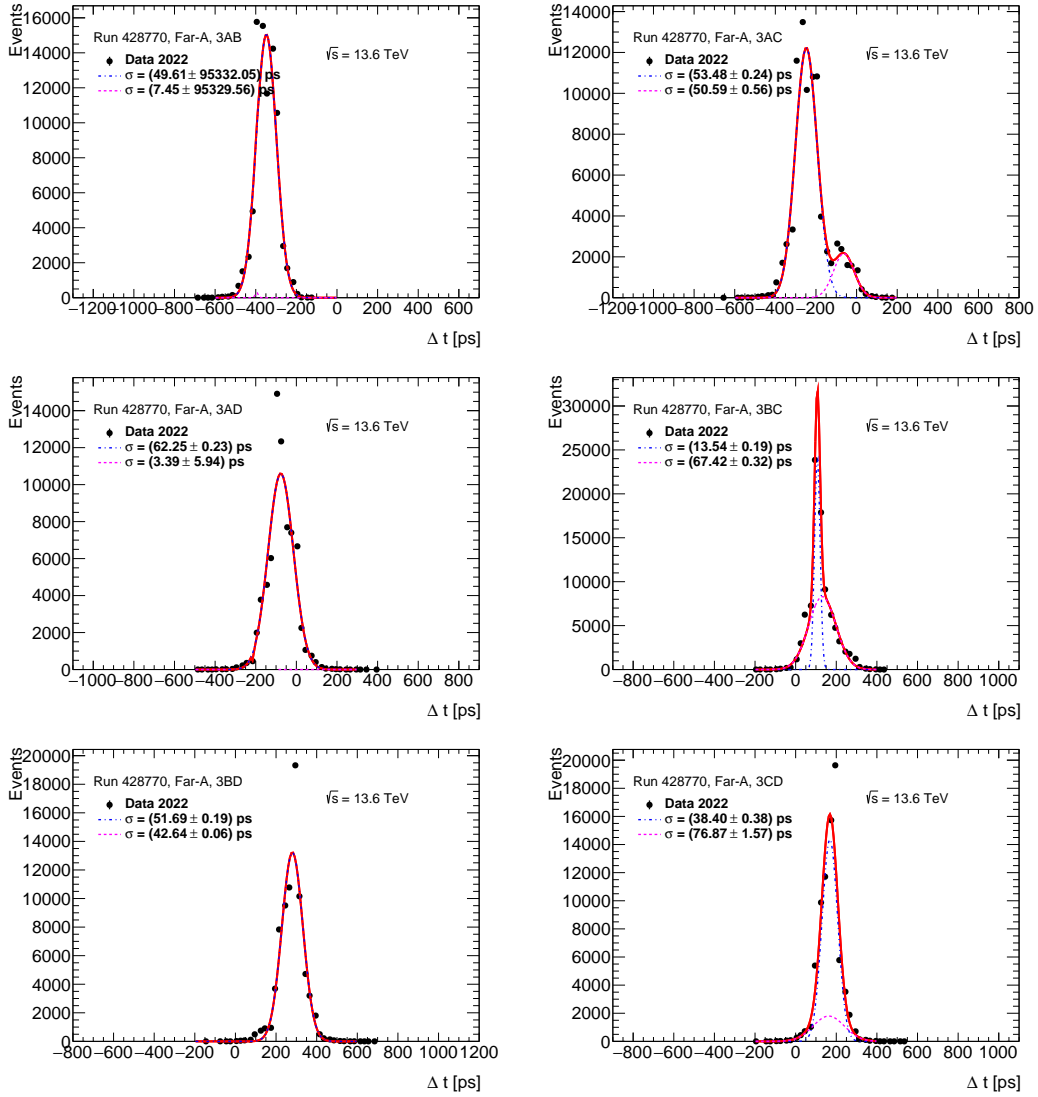 Events
Run 428770, Far-A, 3AB
√s = 13.6 TeV
Data 2022
σ = (49.61 ± 95332.05) ps
σ = (7.45 ± 95329.56) ps
16000
14000
12000
10000
8000
6000
4000
2000
0
−1200 −1000 −800 −600 −400 −200 0 200 400 600
Δ t [ps]
Events
Run 428770, Far-A, 3AC
√s = 13.6 TeV
Data 2022
σ = (53.48 ± 0.24) ps
σ = (50.59 ± 0.56) ps
14000
12000
10000
8000
6000
4000
2000
0
−1200 −1000 −800 −600 −400 −200 0 200 400 600 800
Δ t [ps]
Events
Run 428770, Far-A, 3AD
√s = 13.6 TeV
Data 2022
σ = (62.25 ± 0.23) ps
σ = (3.39 ± 5.94) ps
14000
12000
10000
8000
6000
4000
2000
0
−1000 −800 −600 −400 −200 0 200 400 600 800
Δ t [ps]
Events
Run 428770, Far-A, 3BC
√s = 13.6 TeV
Data 2022
σ = (13.54 ± 0.19) ps
σ = (67.42 ± 0.32) ps
30000
25000
20000
15000
10000
5000
0
−800 −600 −400 −200 0 200 400 600 800 1000
Δ t [ps]
Events
Run 428770, Far-A, 3BD
√s = 13.6 TeV
Data 2022
σ = (51.69 ± 0.19) ps
σ = (42.64 ± 0.06) ps
20000
18000
16000
14000
12000
10000
8000
6000
4000
2000
0
−800 −600 −400 −200 0 200 400 600 800 1000 1200
Δ t [ps]
Events
Run 428770, Far-A, 3CD
√s = 13.6 TeV
Data 2022
σ = (38.40 ± 0.38) ps
σ = (76.87 ± 1.57) ps
20000
18000
16000
14000
12000
10000
8000
6000
4000
2000
0
−800 −600 −400 −200 0 200 400 600 800 1000
Δ t [ps]